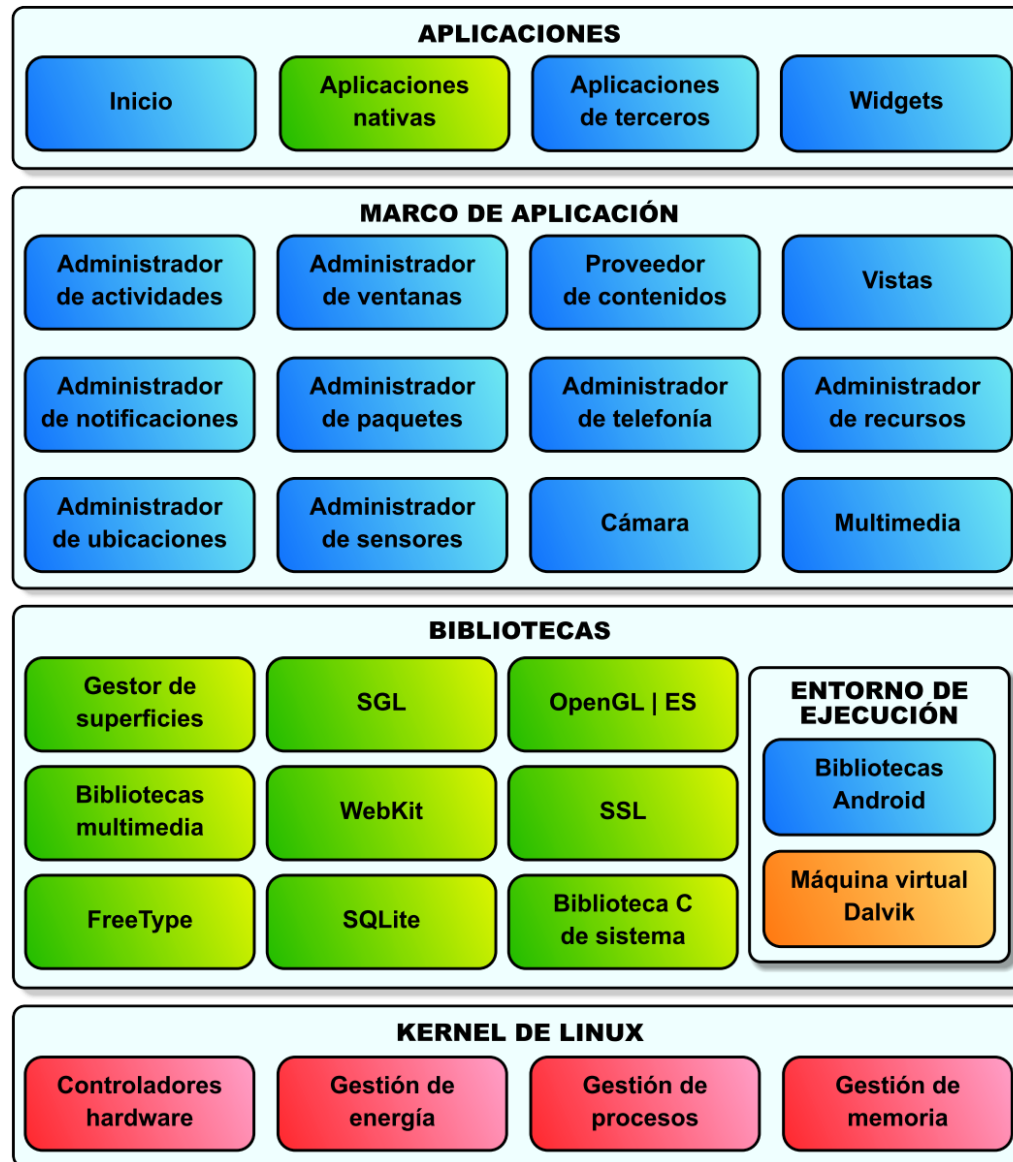 APLICACIONES
Inicio
Aplicaciones
nativas
Aplicaciones
de terceros
Widgets
MARCO DE APLICACIÓN
Administrador
de actividades
Administrador
de ventanas
Proveedor
de contenidos
Vistas
Administrador
de notificaciones
Administrador
de paquetes
Administrador
de telefonía
Administrador
de recursos
Administrador
de ubicaciones
Administrador
de sensores
Cámara
Multimedia
BIBLIOTECAS
Gestor de
superficies
SGL
OpenGL | ES
Bibliotecas
multimedia
WebKit
SSL
FreeType
SQLite
Biblioteca C
de sistema
ENTORNO DE
EJECUCIÓN
Bibliotecas
Android
Máquina virtual
Dalvik
KERNEL DE LINUX
Controladores
hardware
Gestión de
energía
Gestión de
procesos
Gestión de
memoria